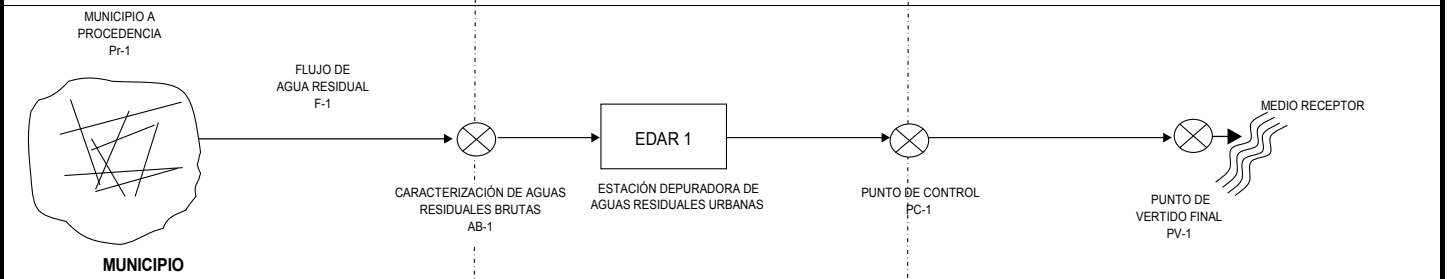 MUNICIPIO A
PROCEDENCIA
Pr-1
MUNICIPIO
FLUJO DE
AGUA RESIDUAL
F-1
CARACTERIZACIÓN DE AGUAS
RESIDUALES BRUTAS
AB-1
EDAR 1
ESTACIÓN DEPURADORA DE
AGUAS RESIDUALES URBANAS
PUNTO DE CONTROL
PC-1
PUNTO DE
VERTIDO FINAL
PV-1
MEDIO RECEPTOR